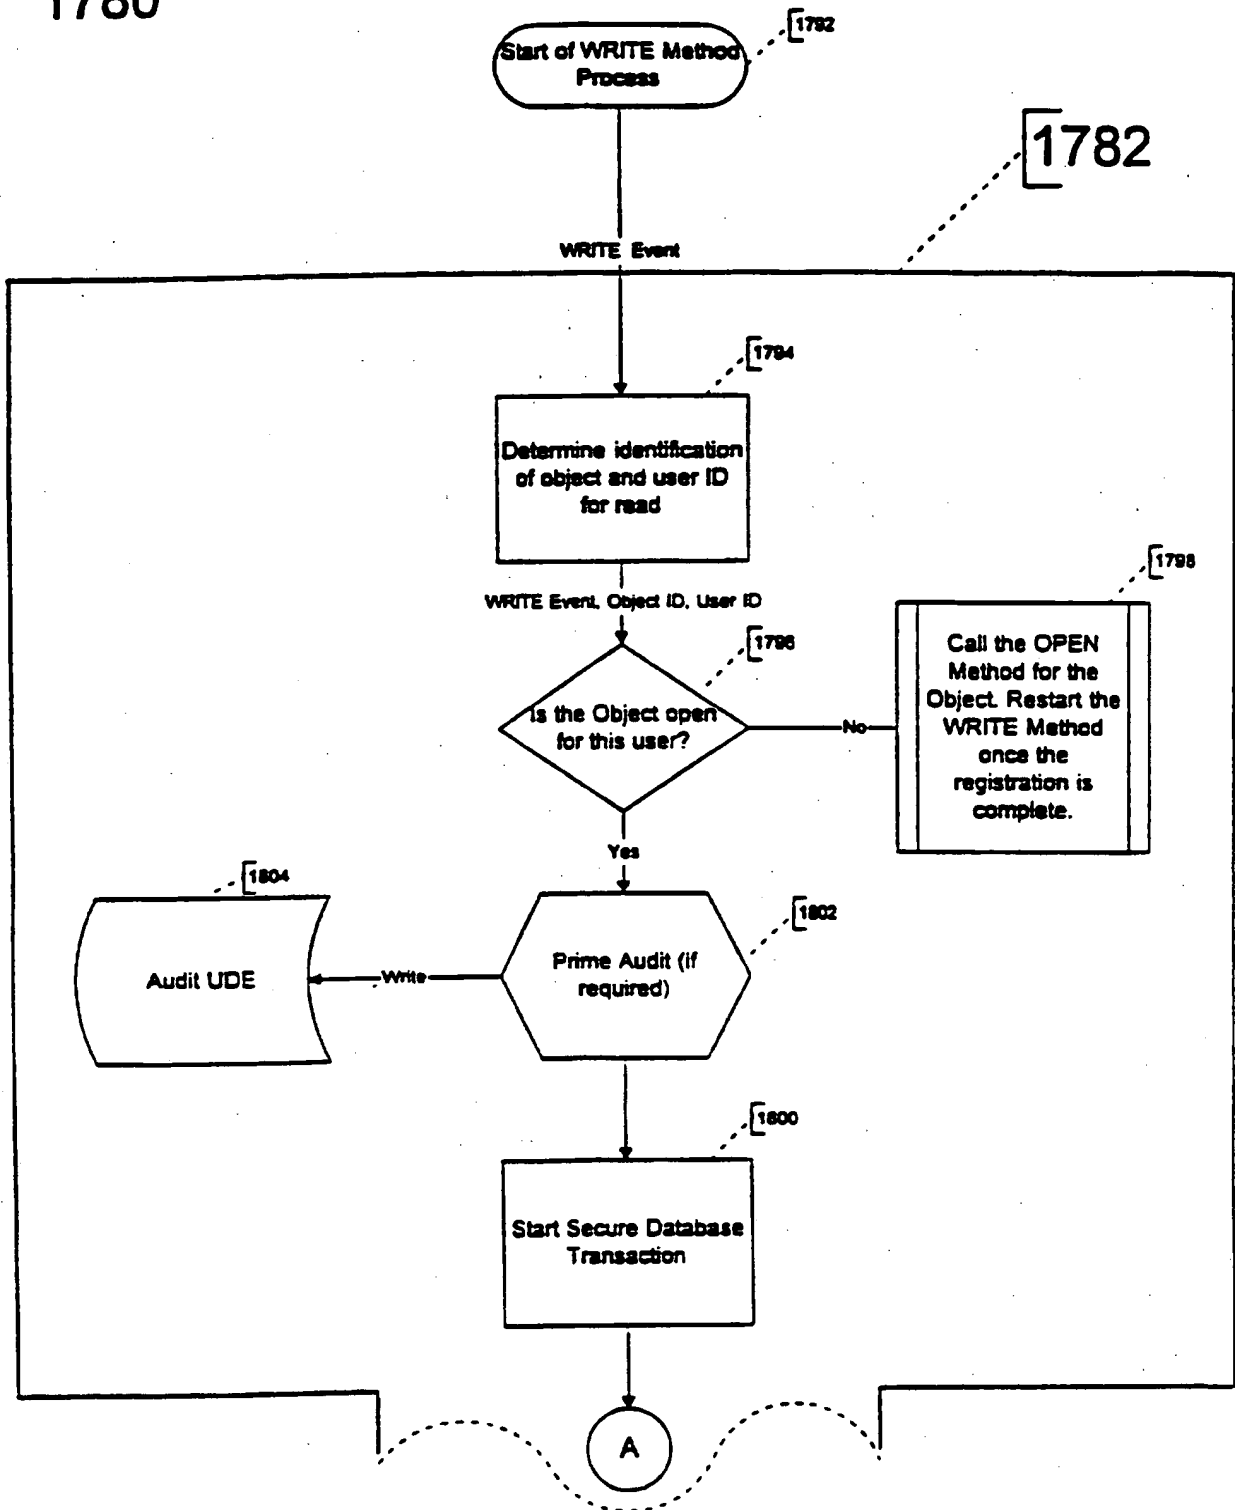 1780
1792
Start of WRITE Method
Process
1782
WRITE Event
1794
Determine identification
of object and user ID
for read
WRITE Event, Object ID, User ID
1796
1798
Is the Object open
for this user?
No
Call the OPEN
Method for the
Object. Restart the
WRITE Method
once the
registration is
complete.
Yes
1804
1802
Audit UDE
Write
Prime Audit (if
required)
1800
Start Secure Database
Transaction
A